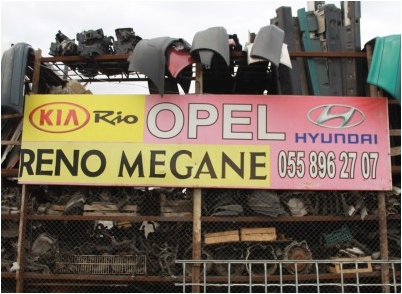 KIA Rio OPEL HYUNDAI
RENO MEGANE 055 896 27 07